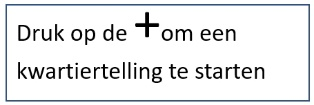 Druk op de + om een
kwartiertelling te starten